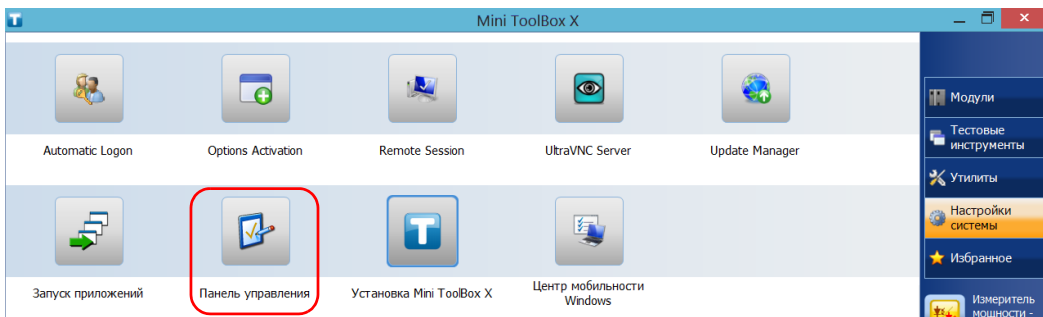 Mini ToolBox X
Automatic Logon
Options Activation
Remote Session
UltraVNC Server
Update Manager
Запуск приложений
Панель управления
Установка Mini ToolBox X
Центр мобильности
Windows
Модули
Тестовые
инструменты
Утилиты
Настройки
системы
Избранное
Измеритель
мощности -